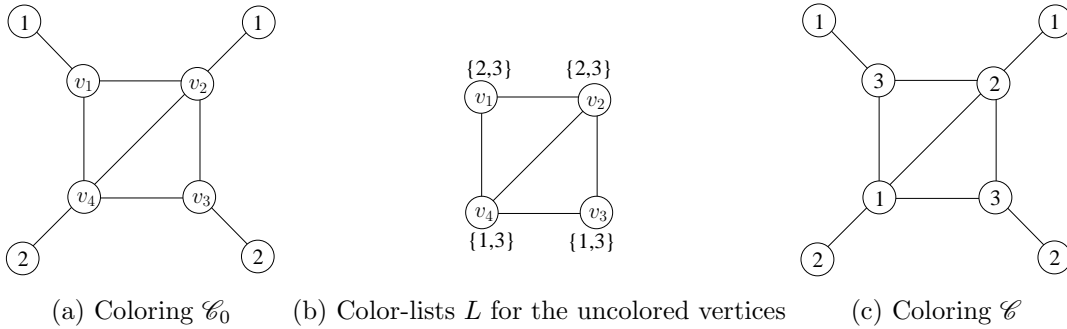 1
1
v₁
v₂
v₄
v₃
2
2
(a) Coloring 𝒞₀
{2,3}
{2,3}
v₁
v₂
v₄
v₃
{1,3}
{1,3}
(b) Color-lists L for the uncolored vertices
1
1
3
2
1
3
2
2
(c) Coloring 𝒞